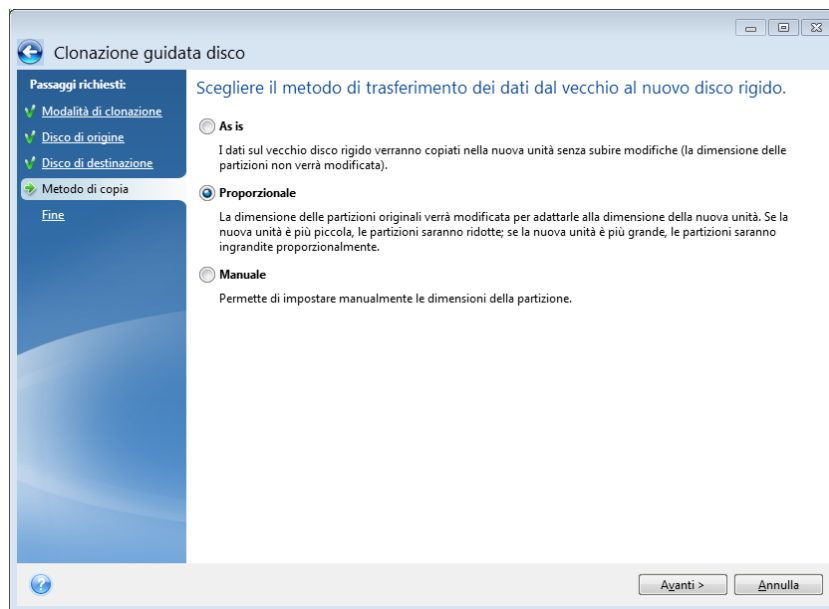 Clonazione guidata disco
Passaggi richiesti:
Modalità di clonazione
Disco di origine
Disco di destinazione
Metodo di copia
Fine
Scegliere il metodo di trasferimento dei dati dal vecchio al nuovo disco rigido.
As is
I dati sul vecchio disco rigido verranno copiati nella nuova unità senza subire modifiche (la dimensione delle
partizioni non verrà modificata).
Proporzionale
La dimensione delle partizioni originali verrà modificata per adattarle alla dimensione della nuova unità. Se la
nuova unità è più piccola, le partizioni saranno ridotte; se la nuova unità è più grande, le partizioni saranno
ingrandite proporzionalmente.
Manuale
Permette di impostare manualmente le dimensioni della partizione.
?
Avanti >
Annulla